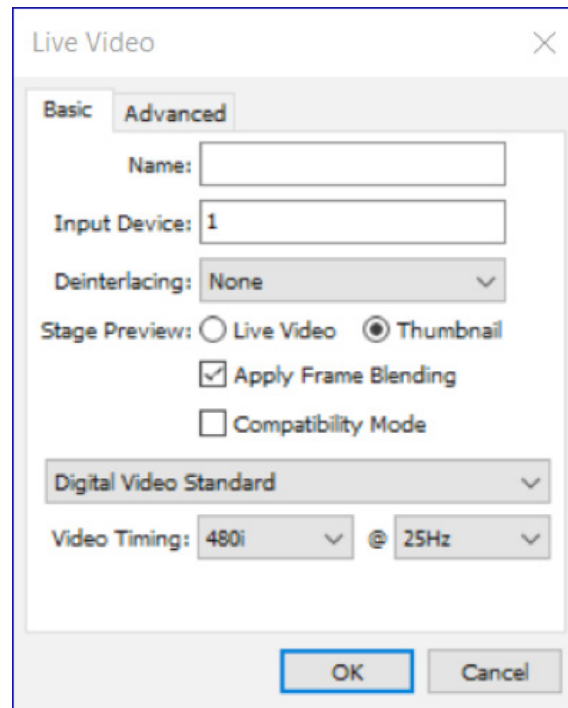 Live Video
Basic Advanced
Name:
Input Device: 1
Deinterlacing: None
Stage Preview: Live Video Thumbnail
Apply Frame Blending
Compatibility Mode
Digital Video Standard
Video Timing: 480i @ 25Hz
OK Cancel